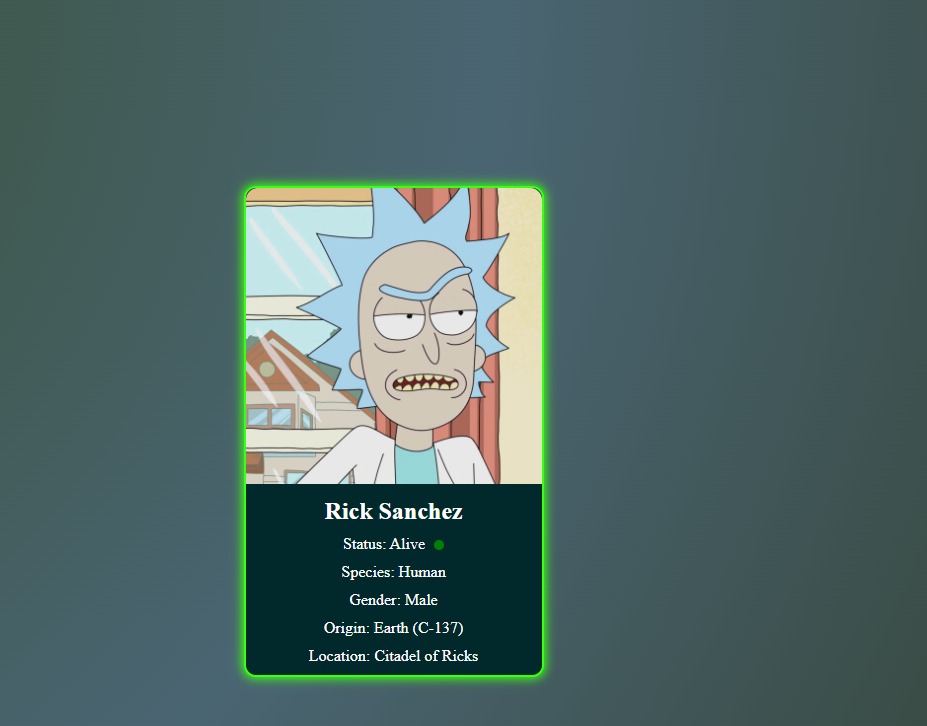 Rick Sanchez
Status: Alive
Species: Human
Gender: Male
Origin: Earth (C-137)
Location: Citadel of Ricks